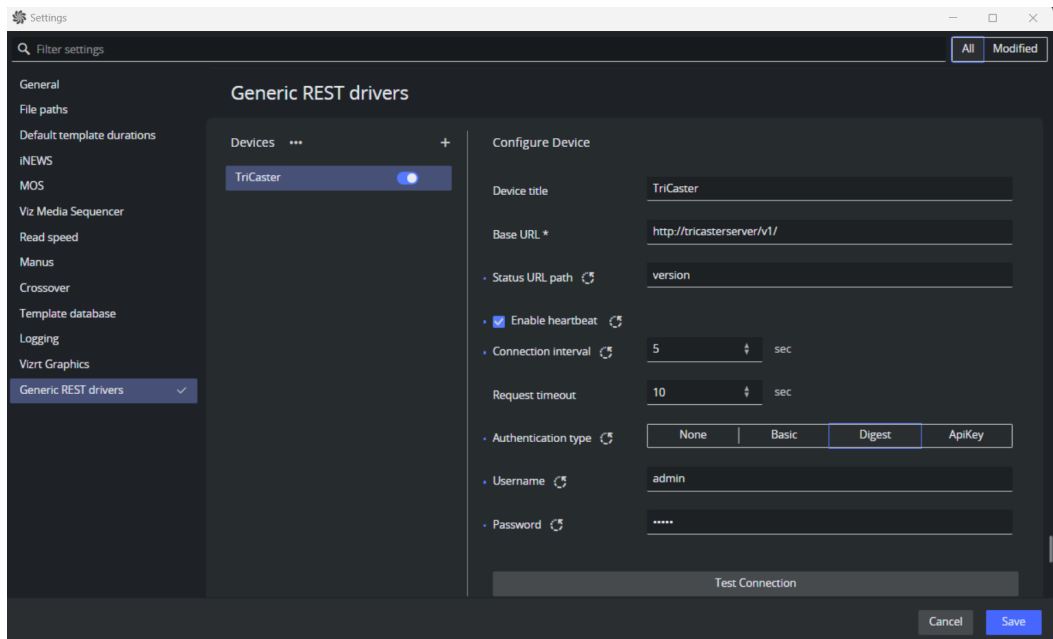 Settings
Filter settings
All
Modified
General
File paths
Default template durations
iNEWS
MOS
Viz Media Sequencer
Read speed
Manus
Crossover
Template database
Logging
Vizrt Graphics
Generic REST drivers
Generic REST drivers
Devices •••
+
TriCaster
Configure Device
Device title
TriCaster
Base URL *
http://tricasterserver/v1/
Status URL path
version
Enable heartbeat
Connection interval
5
sec
Request timeout
10
sec
Authentication type
None
Basic
Digest
ApiKey
Username
admin
Password
•••••
Test Connection
Cancel
Save